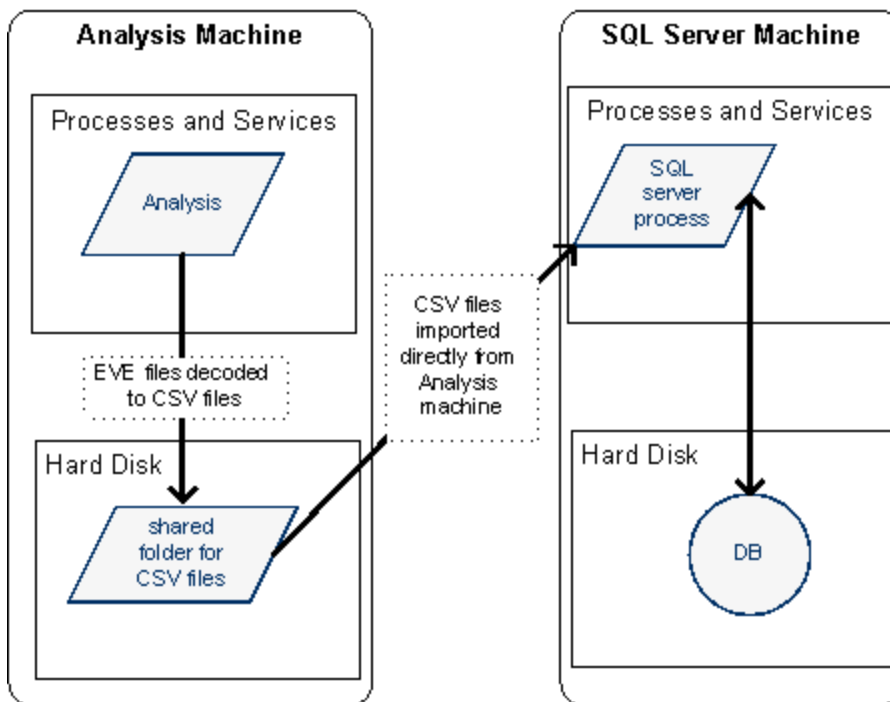 Analysis Machine
Processes and Services
Analysis
EVE files decoded
to CSV files
Hard Disk
shared
folder for
CSV files
CSV files
imported
directly from
Analysis
machine
SQL Server Machine
Processes and Services
SQL
server
process
Hard Disk
DB